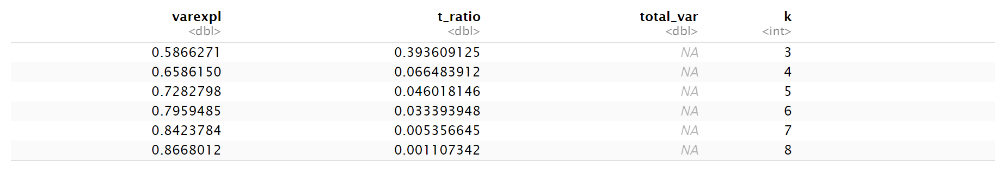 varexpl t_ratio total_var k
<dbl> <dbl> <dbl> <int>
0.5866271 0.393609125 NA 3
0.6586150 0.066483912 NA 4
0.7282798 0.046018146 NA 5
0.7959485 0.033393948 NA 6
0.8423784 0.005356645 NA 7
0.8668012 0.001107342 NA 8